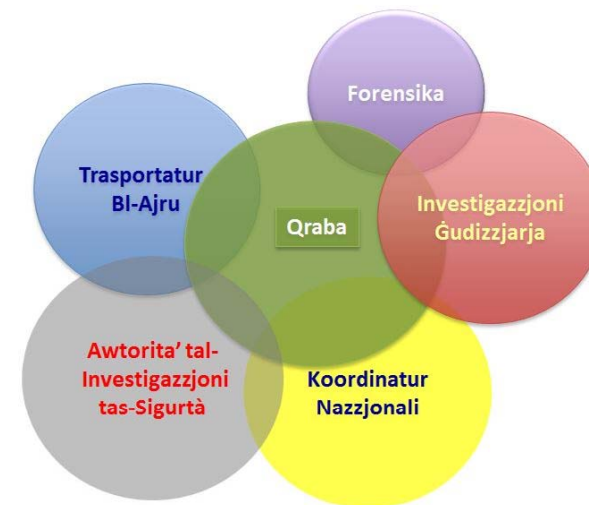 Forensika
Trasportatur
Bl-Ajru
Investigazzjoni
Ġudizzjarja
Qraba
Awtorita’ tal-
Investigazzjoni
tas-Sigurtà
Koordinatur
Nazzjonali